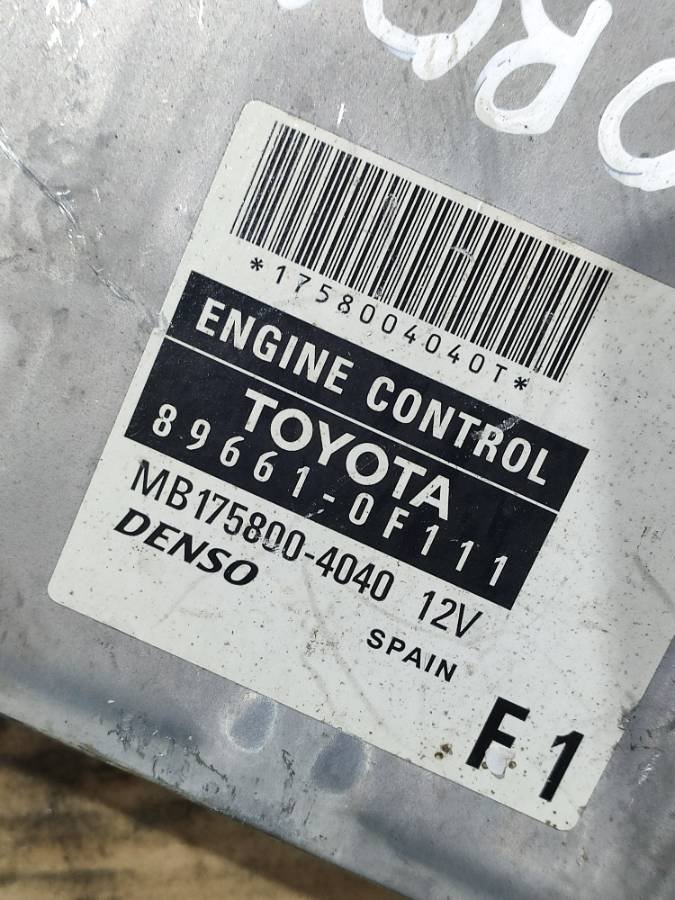 *1758004040T*
ENGINE CONTROL
TOYOTA
89661-0F111
MB175800-4040 12V
DENSO
SPAIN
F1